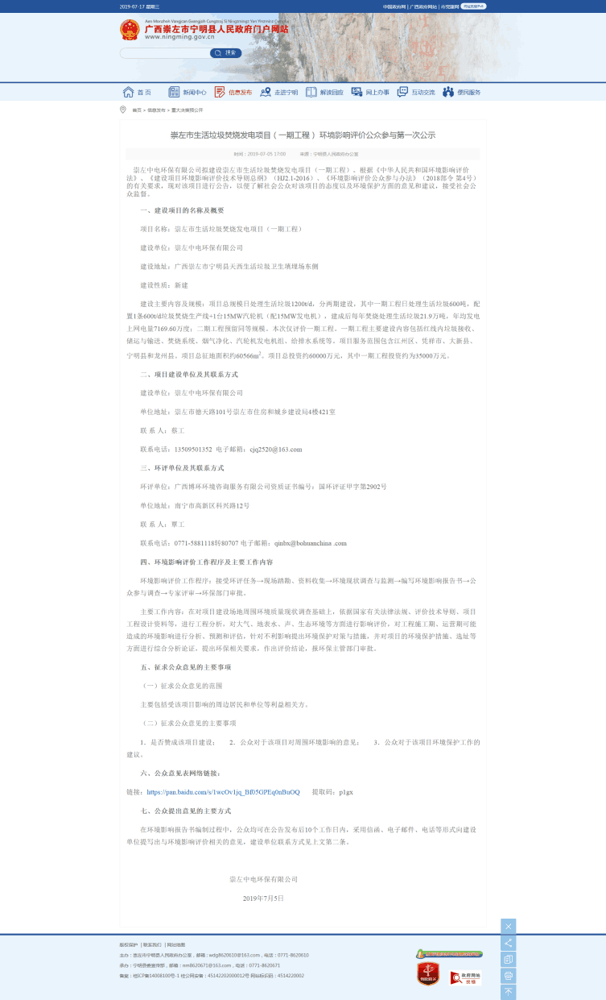 2019-07-17 星期三
中国政府网 | 广西政府网站 | 市党建网 网站支持IPv6
广西崇左市宁明县人民政府门户网站
www.ningming.gov.cn
搜索
首 页 新闻中心 信息发布 走进宁明 解读回应 网上办事 互动交流 便民服务
首页 > 信息发布 > 重大决策预公开
崇左市生活垃圾焚烧发电项目（一期工程） 环境影响评价公众参与第一次公示
时间：2019-07-05 17:00 来源：宁明县人民政府办公室
崇左中电环保有限公司拟建设崇左市生活垃圾焚烧发电项目（一期工程）。根据《中华人民共和国环境影响评价
法》、《建设项目环境影响评价技术导则总纲》（HJ2.1-2016）、《环境影响评价公众参与办法》（2018部令 第4号）
的有关要求，现对该项目进行公告，以便了解社会公众对该项目的态度以及环境保护方面的意见和建议，接受社会公
众监督。
一、建设项目的名称及概要
项目名称：崇左市生活垃圾焚烧发电项目（一期工程）
建设单位：崇左中电环保有限公司
建设地址：广西崇左市宁明县天西生活垃圾卫生填埋场东侧
建设性质：新建
建设主要内容及规模：项目总规模日处理生活垃圾1200t/d，分两期建设，其中一期工程日处理生活垃圾600吨，配
置1条600t/d垃圾焚烧生产线+1台15MW汽轮机（配15MW发电机），建成后每年焚烧处理生活垃圾21.9万吨，年均发电
上网电量7169.60万度；二期工程预留同等规模。本次仅评价一期工程。一期工程主要建设内容包括红线内垃圾接收、
储运与输送、焚烧系统、烟气净化、汽轮机发电机组、给排水系统等。项目服务范围包含江州区、凭祥市、大新县、
宁明县和龙州县。项目总征地面积约60566m²。项目总投资约60000万元，其中一期工程投资约为35000万元。
二、项目建设单位及其联系方式
建设单位：崇左中电环保有限公司
单位地址：崇左市德天路101号崇左市住房和城乡建设局4楼421室
联 系 人：蔡工
联系电话：13509501352 电子邮箱：cjq2520@163.com
三、环评单位及其联系方式
环评单位：广西博环环境咨询服务有限公司资质证书编号：国环评证甲字第2902号
单位地址：南宁市高新区科兴路12号
联 系 人：覃工
联系电话：0771-5881118转80707 电子邮箱：qinbx@bohuanchina .com
四、环境影响评价工作程序及主要工作内容
环境影响评价工作程序：接受环评任务→现场踏勘、资料收集→环境现状调查与监测→编写环境影响报告书→公
众参与调查→专家评审→环保部门审批。
主要工作内容：在对项目建设场地周围环境质量现状调查基础上，依据国家有关法律法规、评价技术导则、项目
工程设计资料等，进行工程分析，对大气、地表水、声、生态环境等方面进行影响评价，对工程施工期、运营期可能
造成的环境影响进行分析、预测和评估，针对不利影响提出环境保护对策与措施，并对项目的环境保护措施、选址等
方面进行综合分析论证，提出环保相关要求，作出评价结论，报环保主管部门审批。
五、征求公众意见的主要事项
（一）征求公众意见的范围
主要包括受该项目影响的周边居民和单位等利益相关方。
（二）征求公众意见的主要事项
1．是否赞成该项目建设； 2．公众对于该项目对周围环境影响的意见； 3．公众对于该项目环境保护工作的
建议。
六、公众意见表网络链接：
链接：https://pan.baidu.com/s/1wcOv1jq_Bf05GPEq0nBuOQ 提取码：p1gx
七、公众提出意见的主要方式
在环境影响报告书编制过程中，公众均可在公告发布后10个工作日内，采用信函、电子邮件、电话等形式向建设
单位提写出与环境影响评价相关的意见，建设单位联系方式见上文第二条。
崇左中电环保有限公司
2019年7月5日
版权保护 | 联系我们 | 网站地图
主办：崇左市宁明县人民政府办公室，邮箱：wdg8620610@163.com，电话：0771-8620610
承办：宁明县委宣传部，邮箱：nm8620671@163.com，电话：0771-8620671
备案：桂ICP备14008100号-1 桂公网安备：45142202000012号 网站标识码：4514220002
政府网站
找错